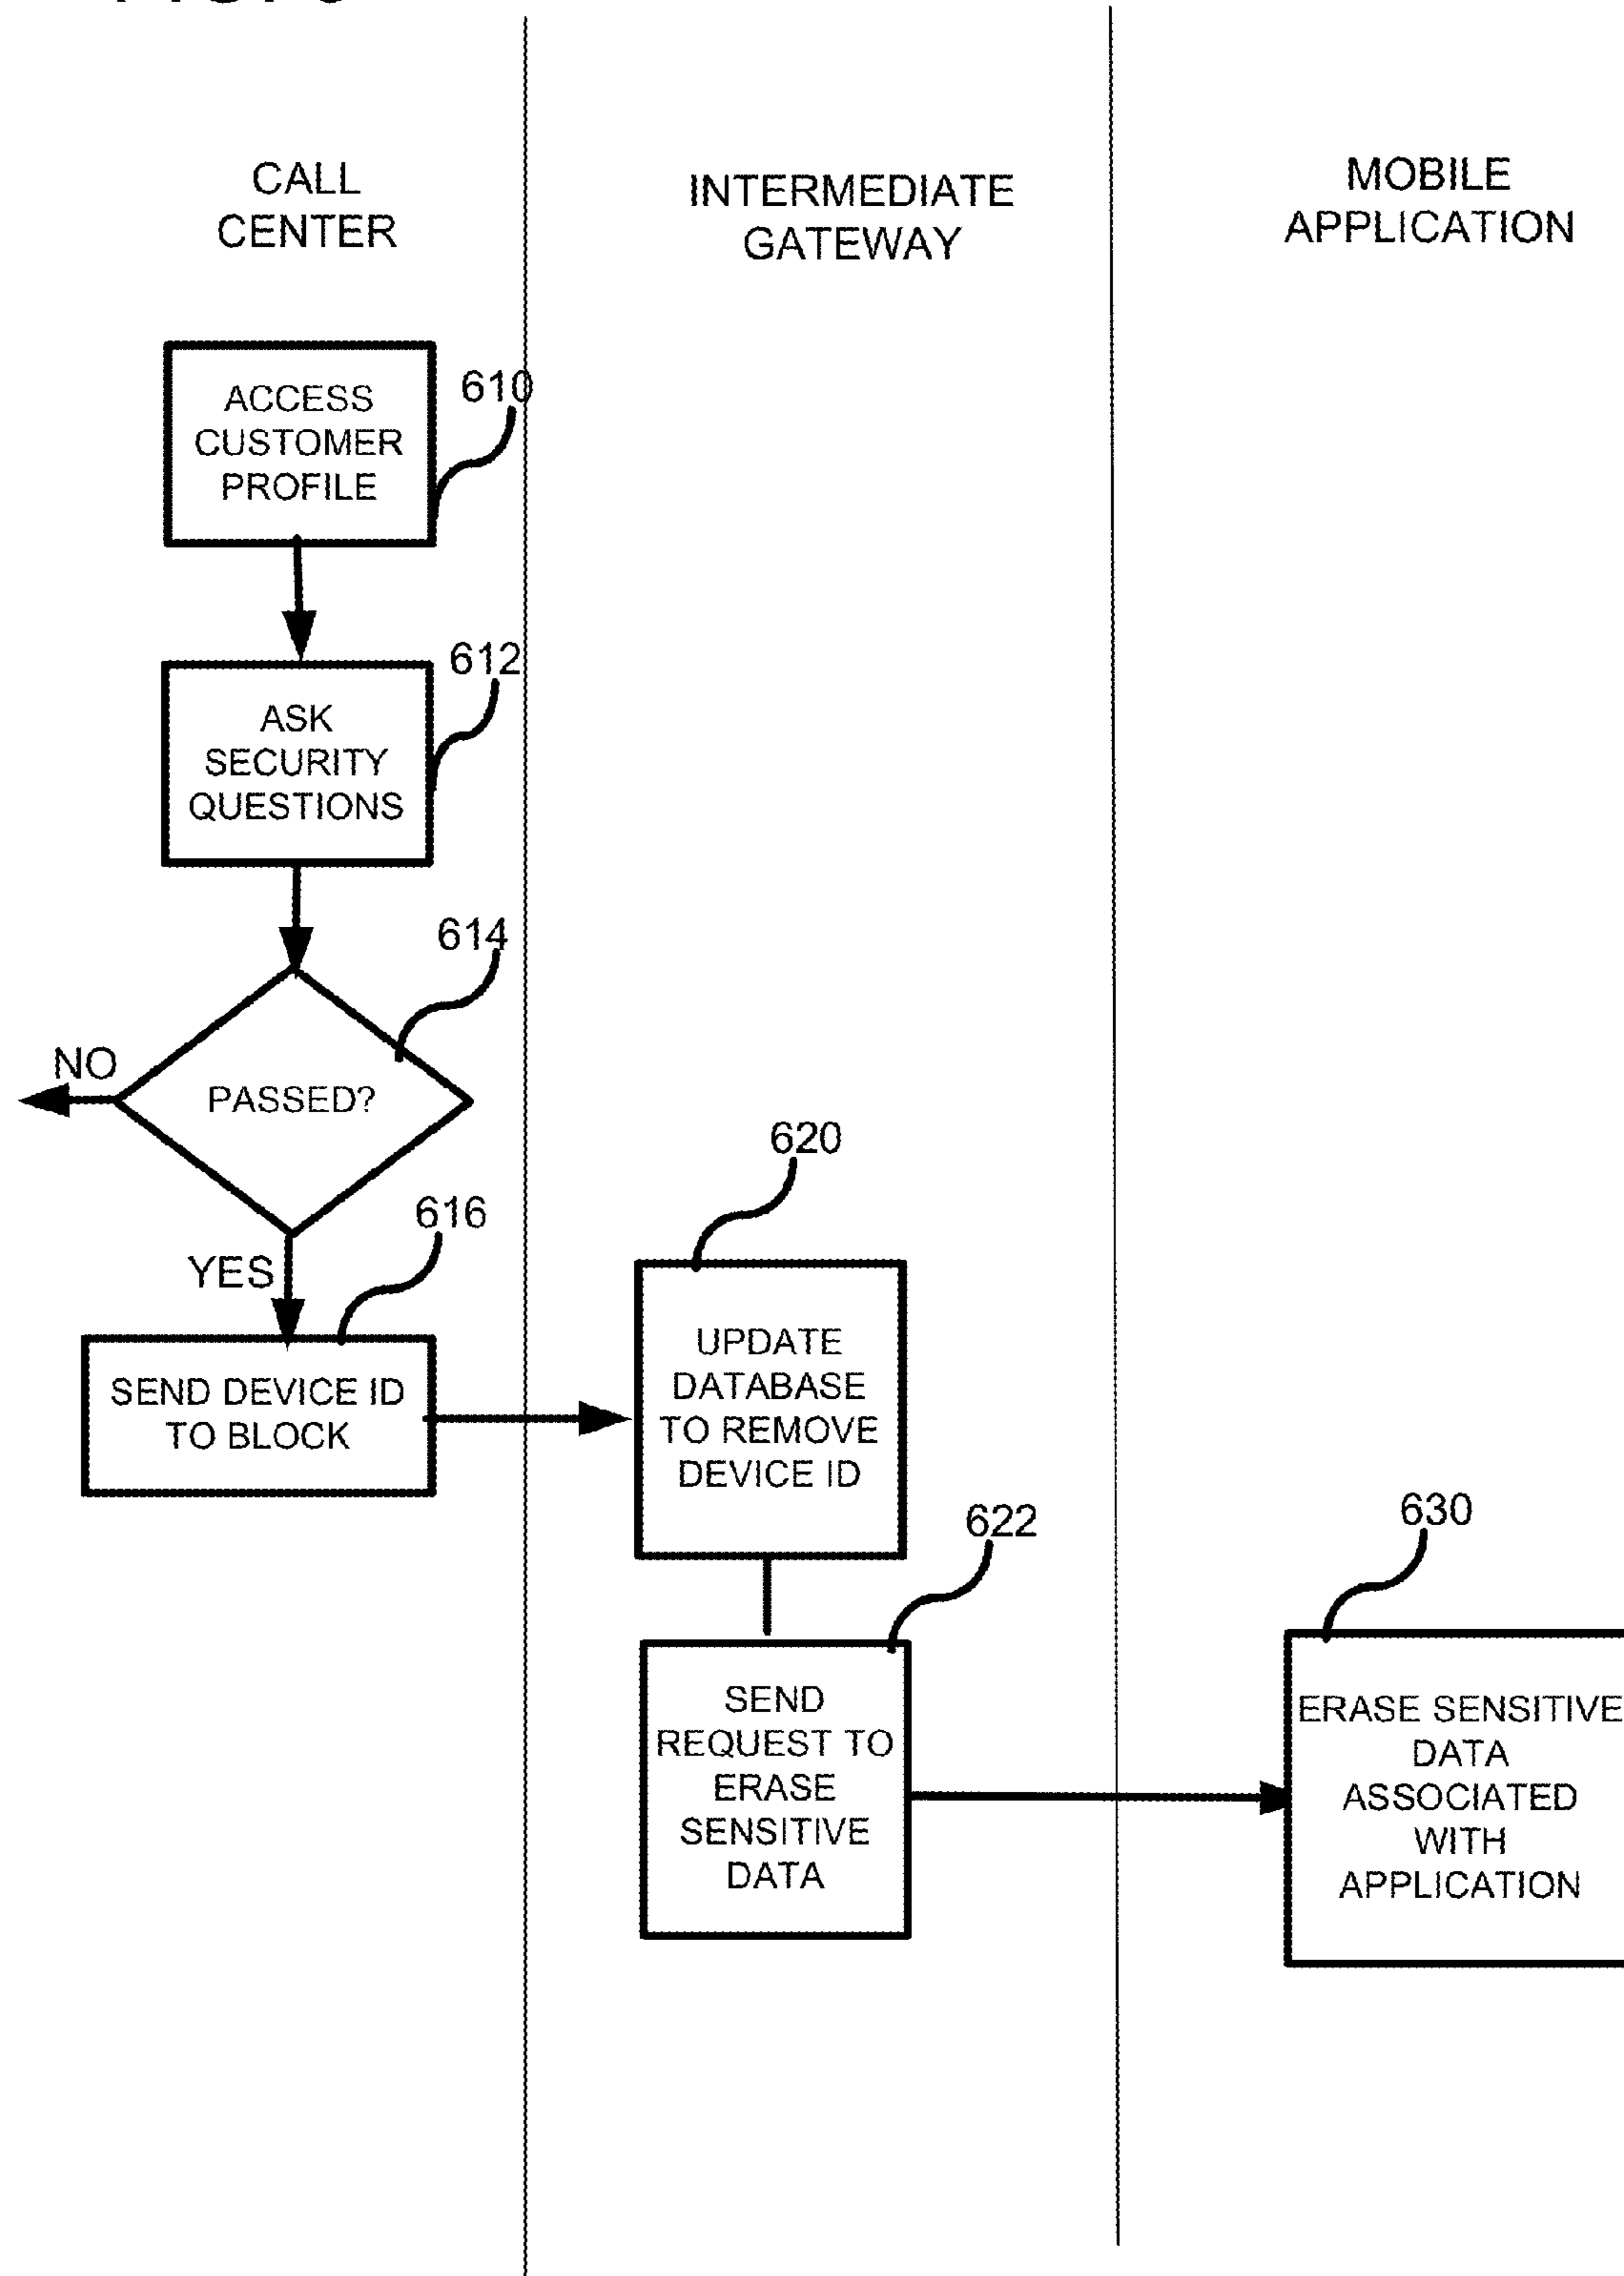 CALL
CENTER
INTERMEDIATE
GATEWAY
MOBILE
APPLICATION
610
ACCESS
CUSTOMER
PROFILE
612
ASK
SECURITY
QUESTIONS
614
NO
PASSED?
620
616
YES
UPDATE
DATABASE
TO REMOVE
DEVICE ID
SEND DEVICE ID
TO BLOCK
622
630
SEND
REQUEST TO
ERASE
SENSITIVE
DATA
ERASE SENSITIVE
DATA
ASSOCIATED
WITH
APPLICATION